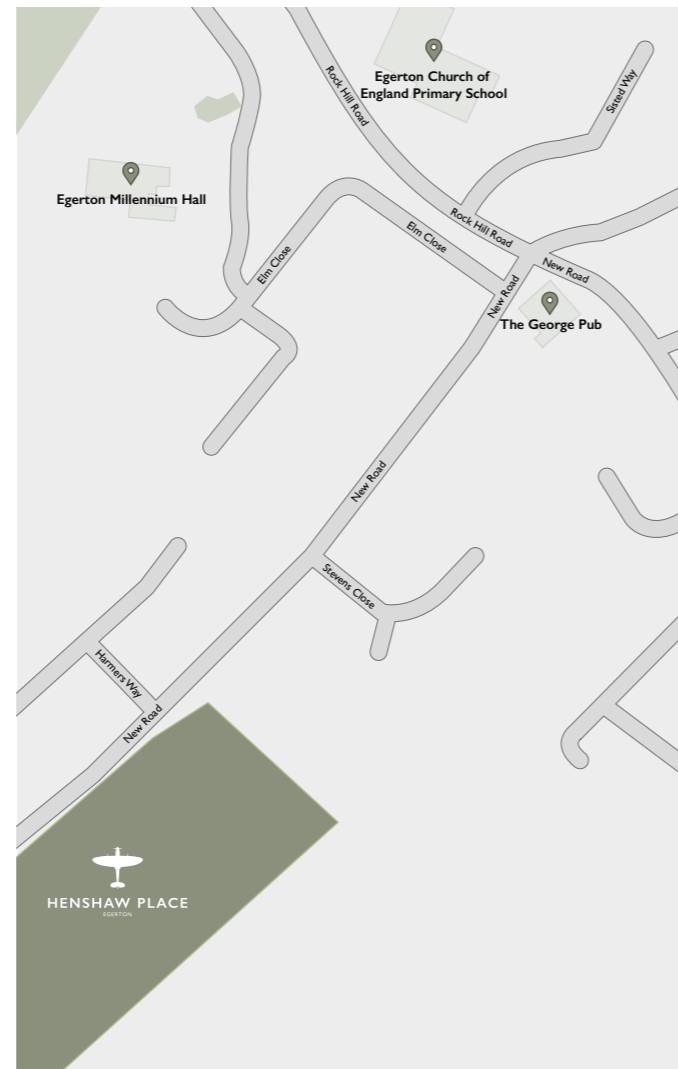 Egerton Church of
England Primary School
Rock Hill Road
Sisted Way
Egerton Millennium Hall
Rock Hill Road
Elm Close
Elm Close
New Road
New Road
The George Pub
New Road
Stevens Close
Harmers Way
New Road
HENSHAW PLACE
EGERTON